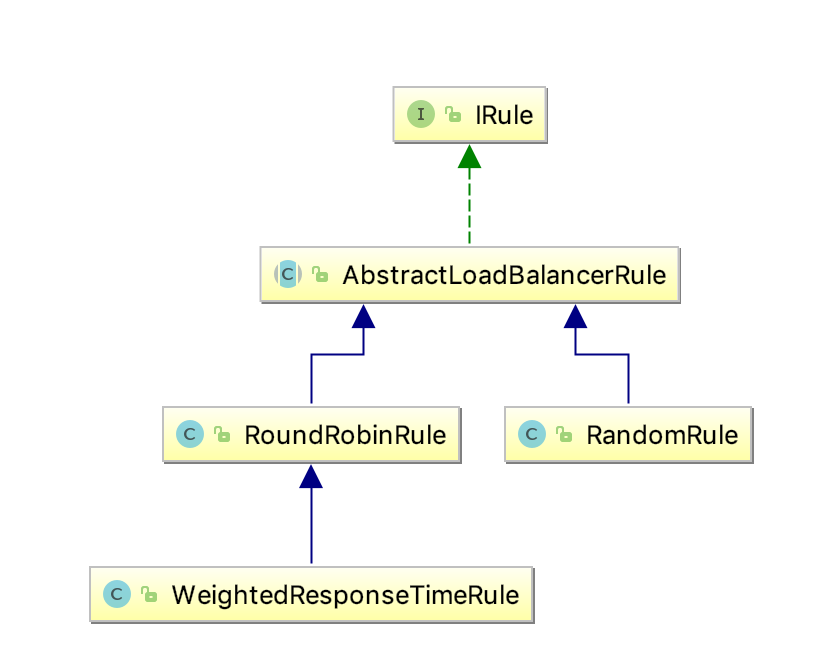 I IRule
C AbstractLoadBalancerRule
C RoundRobinRule
C RandomRule
C WeightedResponseTimeRule